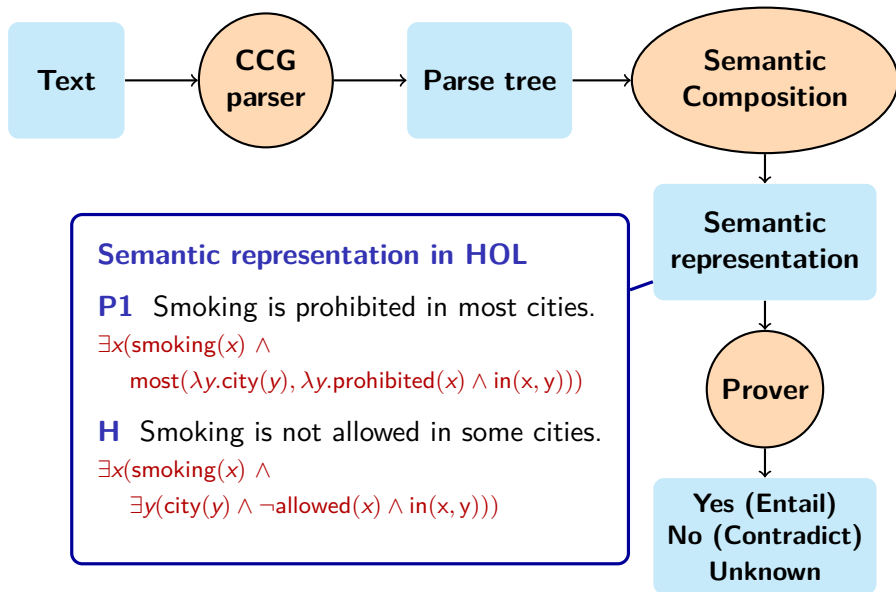 Text
CCG
parser
Parse tree
Semantic
Composition
Semantic
representation
Semantic representation in HOL
P1 Smoking is prohibited in most cities.
∃x(smoking(x) ∧
most(λy.city(y), λy.prohibited(x) ∧ in(x, y)))
H Smoking is not allowed in some cities.
∃x(smoking(x) ∧
∃y(city(y) ∧ ¬allowed(x) ∧ in(x, y)))
Prover
Yes (Entail)
No (Contradict)
Unknown